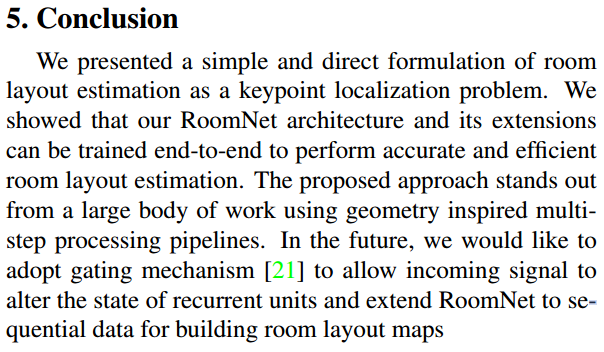 5. Conclusion
We presented a simple and direct formulation of room
layout estimation as a keypoint localization problem. We
showed that our RoomNet architecture and its extensions
can be trained end-to-end to perform accurate and efficient
room layout estimation. The proposed approach stands out
from a large body of work using geometry inspired multi-
step processing pipelines. In the future, we would like to
adopt gating mechanism [21] to allow incoming signal to
alter the state of recurrent units and extend RoomNet to se-
quential data for building room layout maps